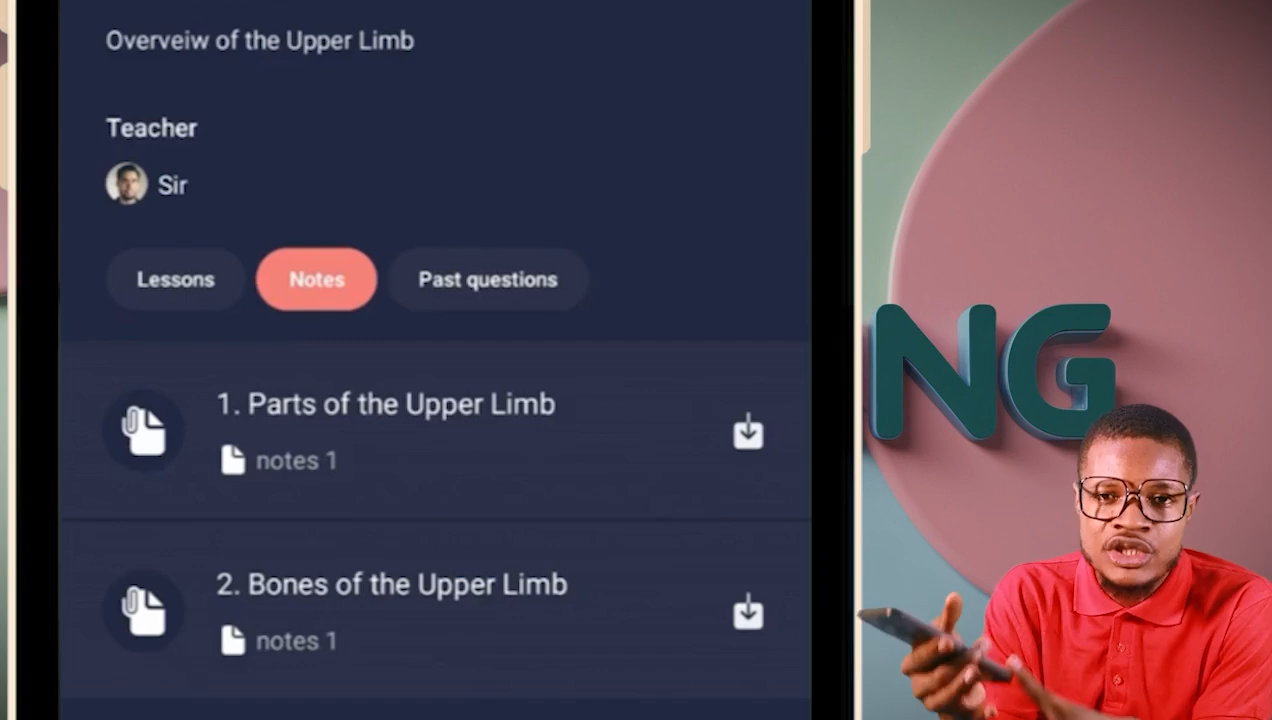 Overveiw of the Upper Limb
Teacher
Sir
Lessons
Notes
Past questions
1. Parts of the Upper Limb
notes 1
2. Bones of the Upper Limb
notes 1
NG